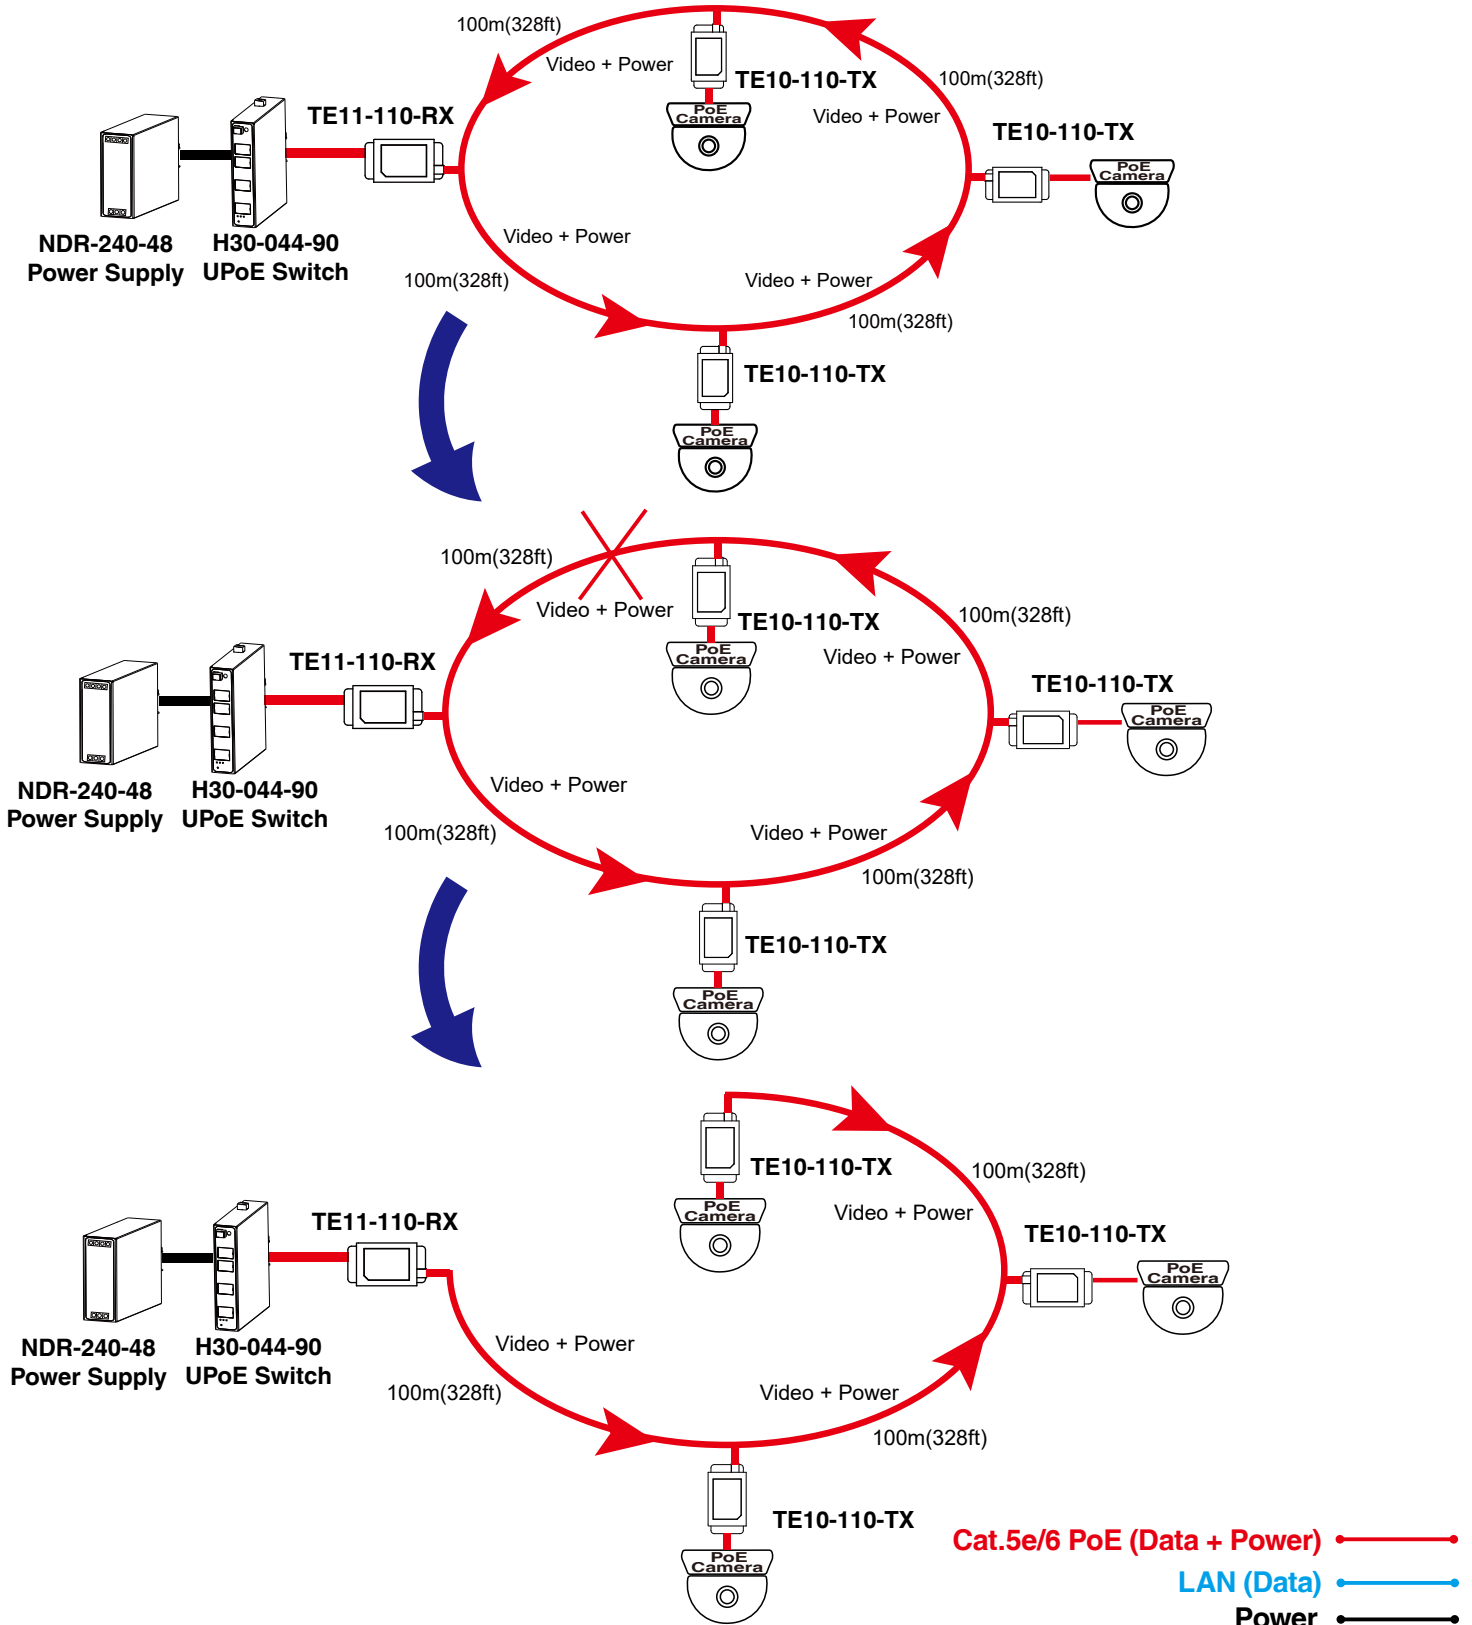 100m(328ft)
Video + Power
TE10-110-TX
100m(328ft)
PoE
Camera
Video + Power
TE11-110-RX
TE10-110-TX
PoE
Camera
NDR-240-48
Power Supply
H30-044-90
UPoE Switch
Video + Power
100m(328ft)
Video + Power
100m(328ft)
TE10-110-TX
PoE
Camera
100m(328ft)
Video + Power
TE10-110-TX
100m(328ft)
PoE
Camera
Video + Power
TE11-110-RX
TE10-110-TX
PoE
Camera
NDR-240-48
Power Supply
H30-044-90
UPoE Switch
Video + Power
100m(328ft)
Video + Power
100m(328ft)
TE10-110-TX
PoE
Camera
TE10-110-TX
100m(328ft)
PoE
Camera
Video + Power
TE11-110-RX
TE10-110-TX
PoE
Camera
NDR-240-48
Power Supply
H30-044-90
UPoE Switch
Video + Power
100m(328ft)
Video + Power
100m(328ft)
TE10-110-TX
PoE
Camera
Cat.5e/6 PoE (Data + Power)
LAN (Data)
Power